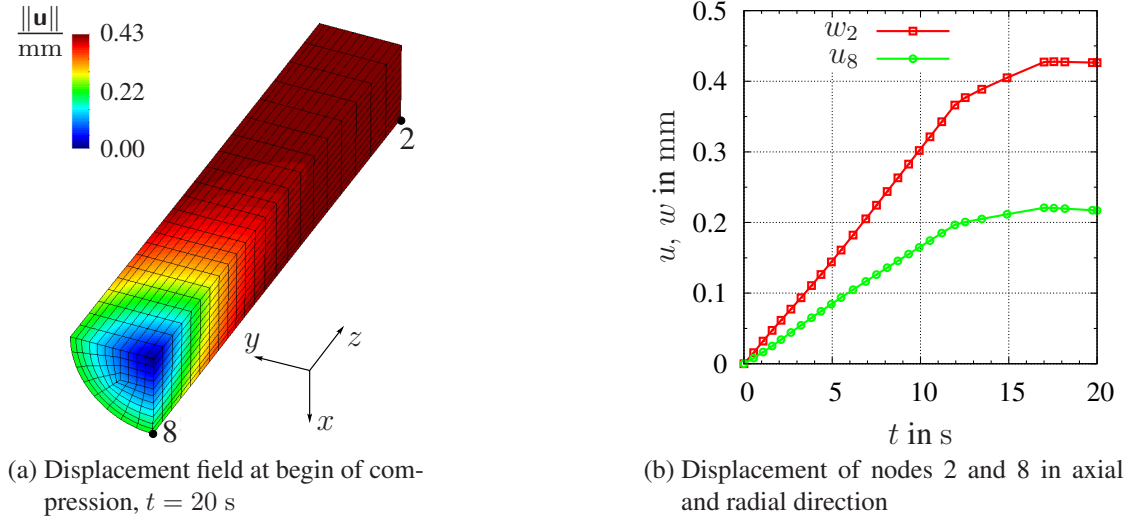 ‖u‖
mm
0.43
0.22
0.00
2
8
y
z
x
(a) Displacement field at begin of com-
pression, t = 20 s
0.5
0.4
0.3
0.2
0.1
0
u, w in mm
w2
u8
0 5 10 15 20
t in s
(b) Displacement of nodes 2 and 8 in axial
and radial direction